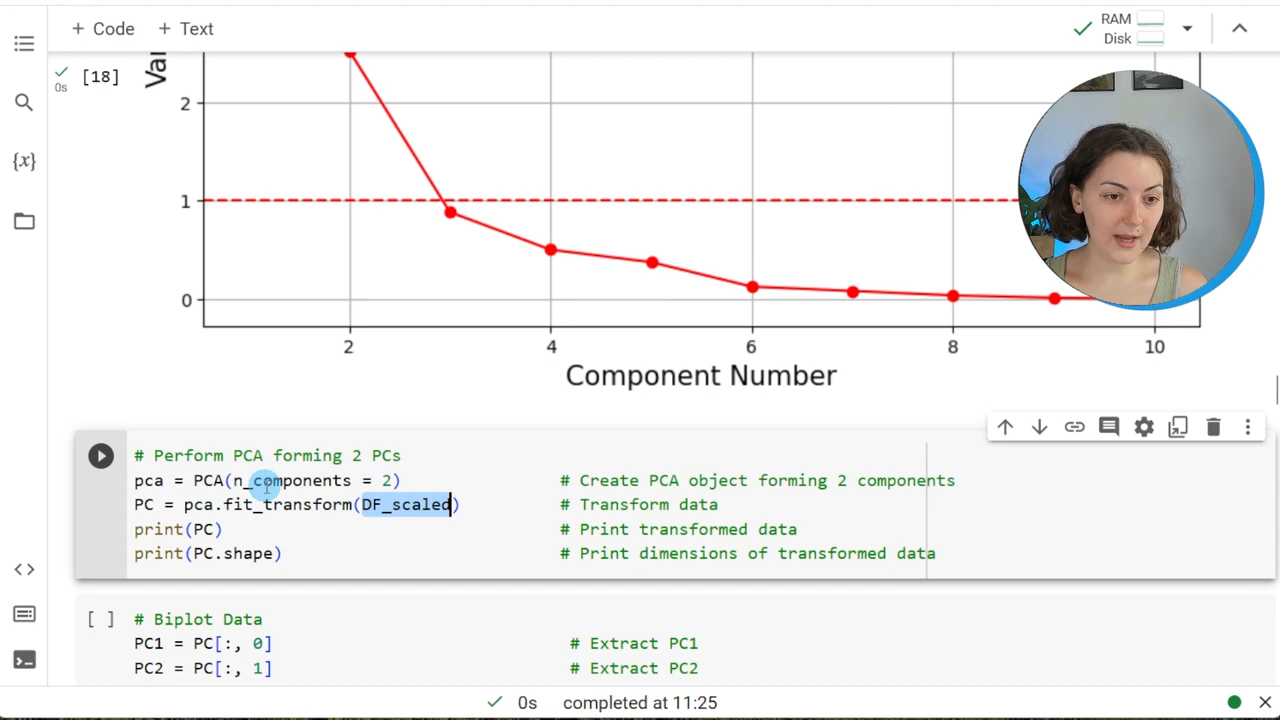 + Code + Text
RAM
Disk
[18]
0s
Var
2
1
0
2 4 6 8 10
Component Number
# Perform PCA forming 2 PCs
pca = PCA(n_components = 2) # Create PCA object forming 2 components
PC = pca.fit_transform(DF_scaled) # Transform data
print(PC) # Print transformed data
print(PC.shape) # Print dimensions of transformed data
[ ] # Biplot Data
PC1 = PC[:, 0] # Extract PC1
PC2 = PC[:, 1] # Extract PC2
0s completed at 11:25